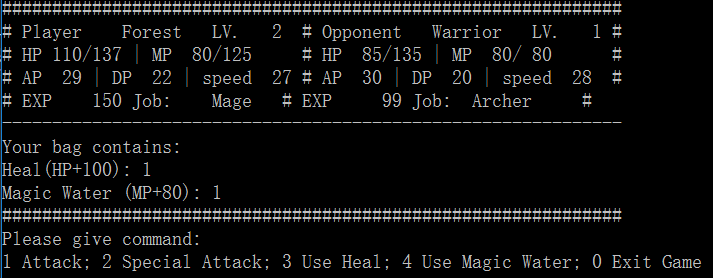 ##############################################################
# Player    Forest   LV.   2  # Opponent    Warrior   LV.    1 #
# HP 110/137 | MP  80/125     # HP  85/135 | MP  80/ 80      #
# AP  29 | DP  22 | speed  27 # AP  30 | DP  20 | speed  28  #
# EXP     150 Job:     Mage   # EXP      99 Job:  Archer     #
--------------------------------------------------------------
Your bag contains:
Heal(HP+100): 1
Magic Water (MP+80): 1
##############################################################
Please give command:
1 Attack; 2 Special Attack; 3 Use Heal; 4 Use Magic Water; 0 Exit Game